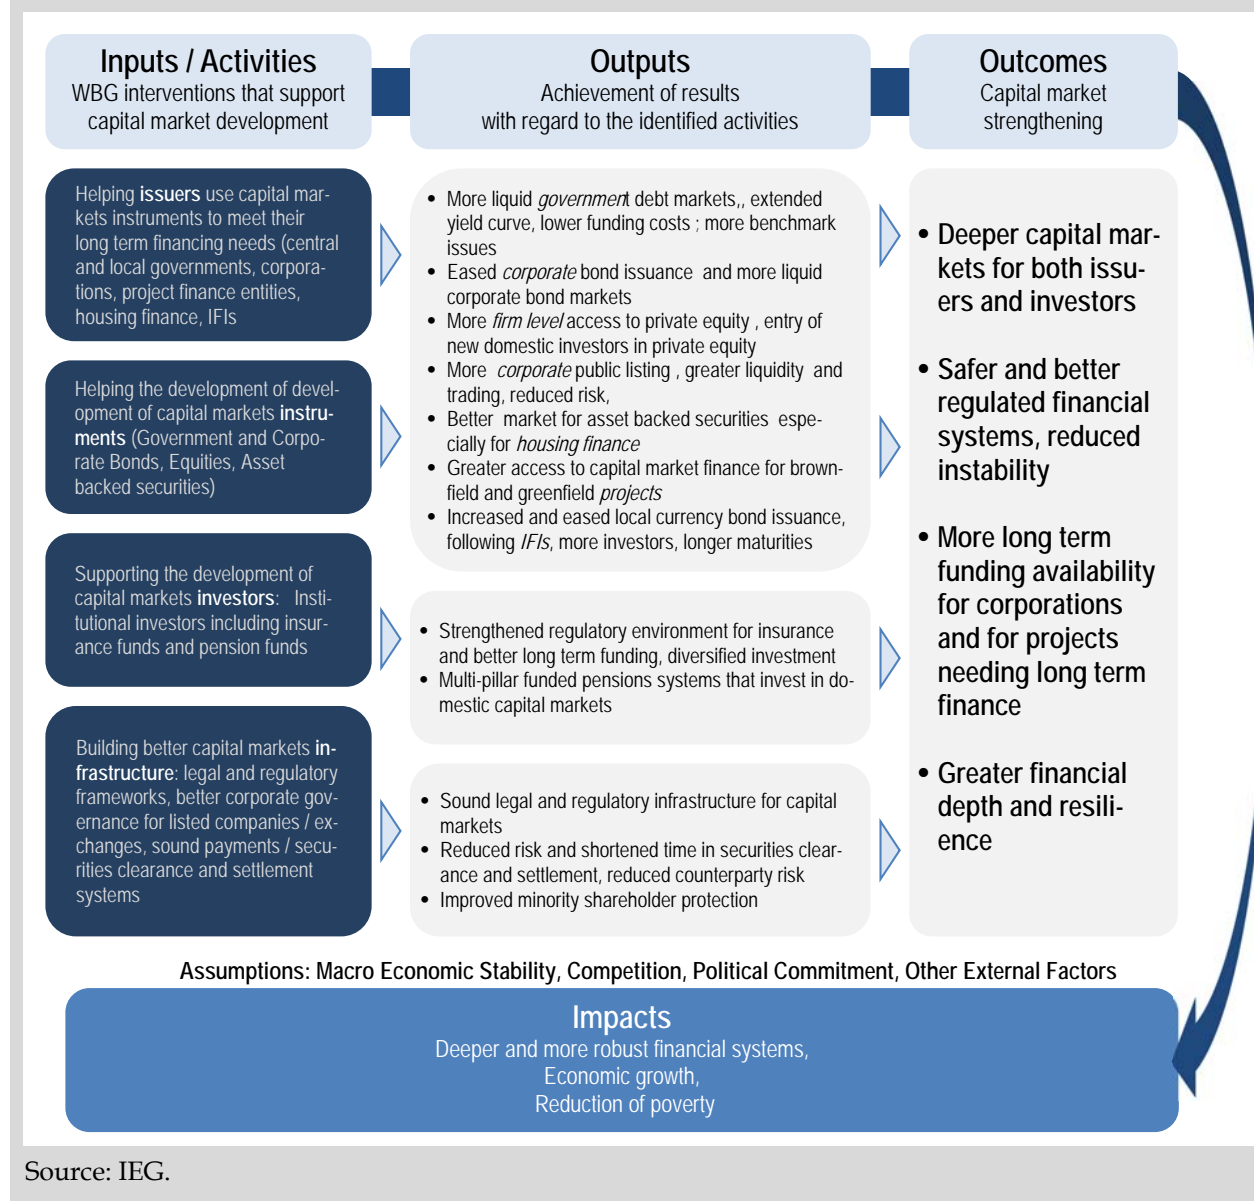 Inputs / Activities
WBG interventions that support
capital market development
Outputs
Achievement of results
with regard to the identified activities
Outcomes
Capital market
strengthening
Helping issuers use capital mar-
kets instruments to meet their
long term financing needs (central
and local governments, corpora-
tions, project finance entities,
housing finance, IFIs
Helping the development of devel-
opment of capital markets instru-
ments (Government and Corpo-
rate Bonds, Equities, Asset
backed securities)
Supporting the development of
capital markets investors: Insti-
tutional investors including insur-
ance funds and pension funds
Building better capital markets in-
frastructure: legal and regulatory
frameworks, better corporate gov-
ernance for listed companies / ex-
changes, sound payments / secu-
rities clearance and settlement
systems
• More liquid government debt markets,, extended
yield curve, lower funding costs ; more benchmark
issues
• Eased corporate bond issuance and more liquid
corporate bond markets
• More firm level access to private equity , entry of
new domestic investors in private equity
• More corporate public listing , greater liquidity and
trading, reduced risk,
• Better market for asset backed securities espe-
cially for housing finance
• Greater access to capital market finance for brown-
field and greenfield projects
• Increased and eased local currency bond issuance,
following IFIs, more investors, longer maturities
• Strengthened regulatory environment for insurance
and better long term funding, diversified investment
• Multi-pillar funded pensions systems that invest in do-
mestic capital markets
• Sound legal and regulatory infrastructure for capital
markets
• Reduced risk and shortened time in securities clear-
ance and settlement, reduced counterparty risk
• Improved minority shareholder protection
• Deeper capital mar-
kets for both issu-
ers and investors
• Safer and better
regulated financial
systems, reduced
instability
• More long term
funding availability
for corporations
and for projects
needing long term
finance
• Greater financial
depth and resili-
ence
Assumptions: Macro Economic Stability, Competition, Political Commitment, Other External Factors
Impacts
Deeper and more robust financial systems,
Economic growth,
Reduction of poverty
Source: IEG.